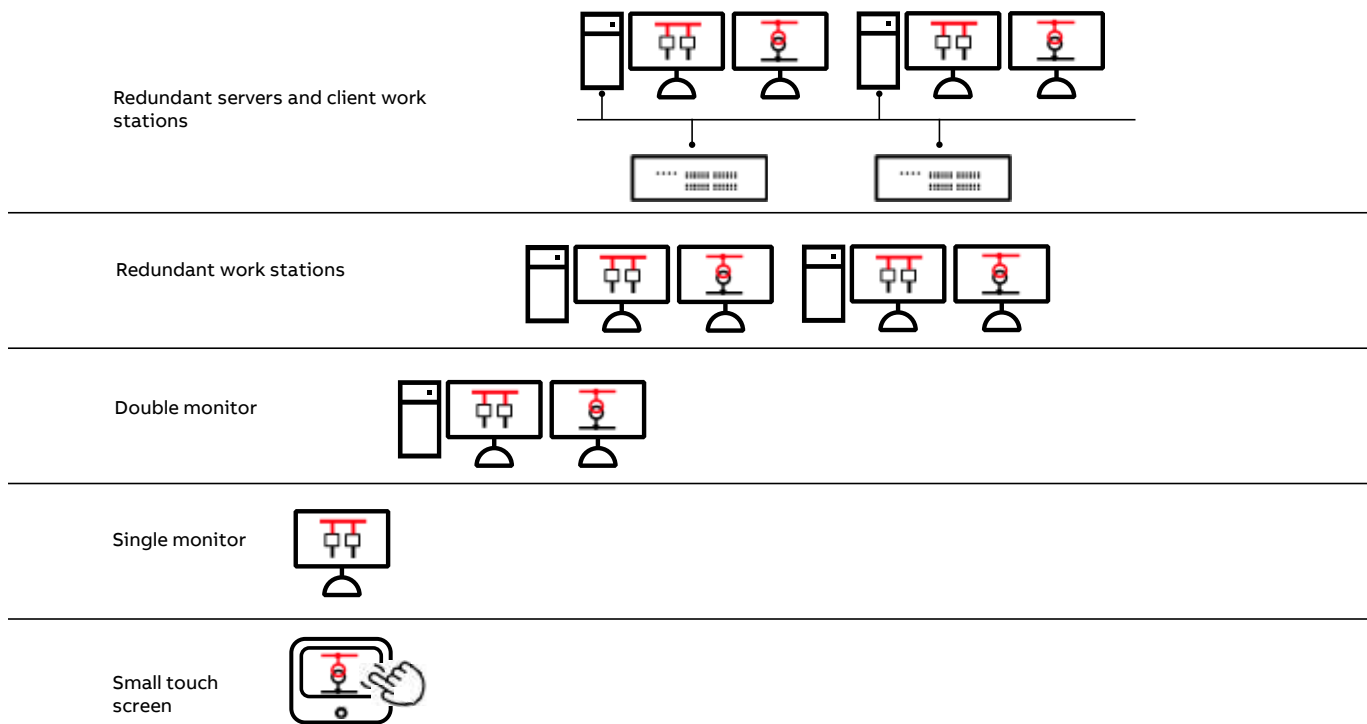 Redundant servers and client work
stations
Redundant work stations
Double monitor
Single monitor
Small touch
screen